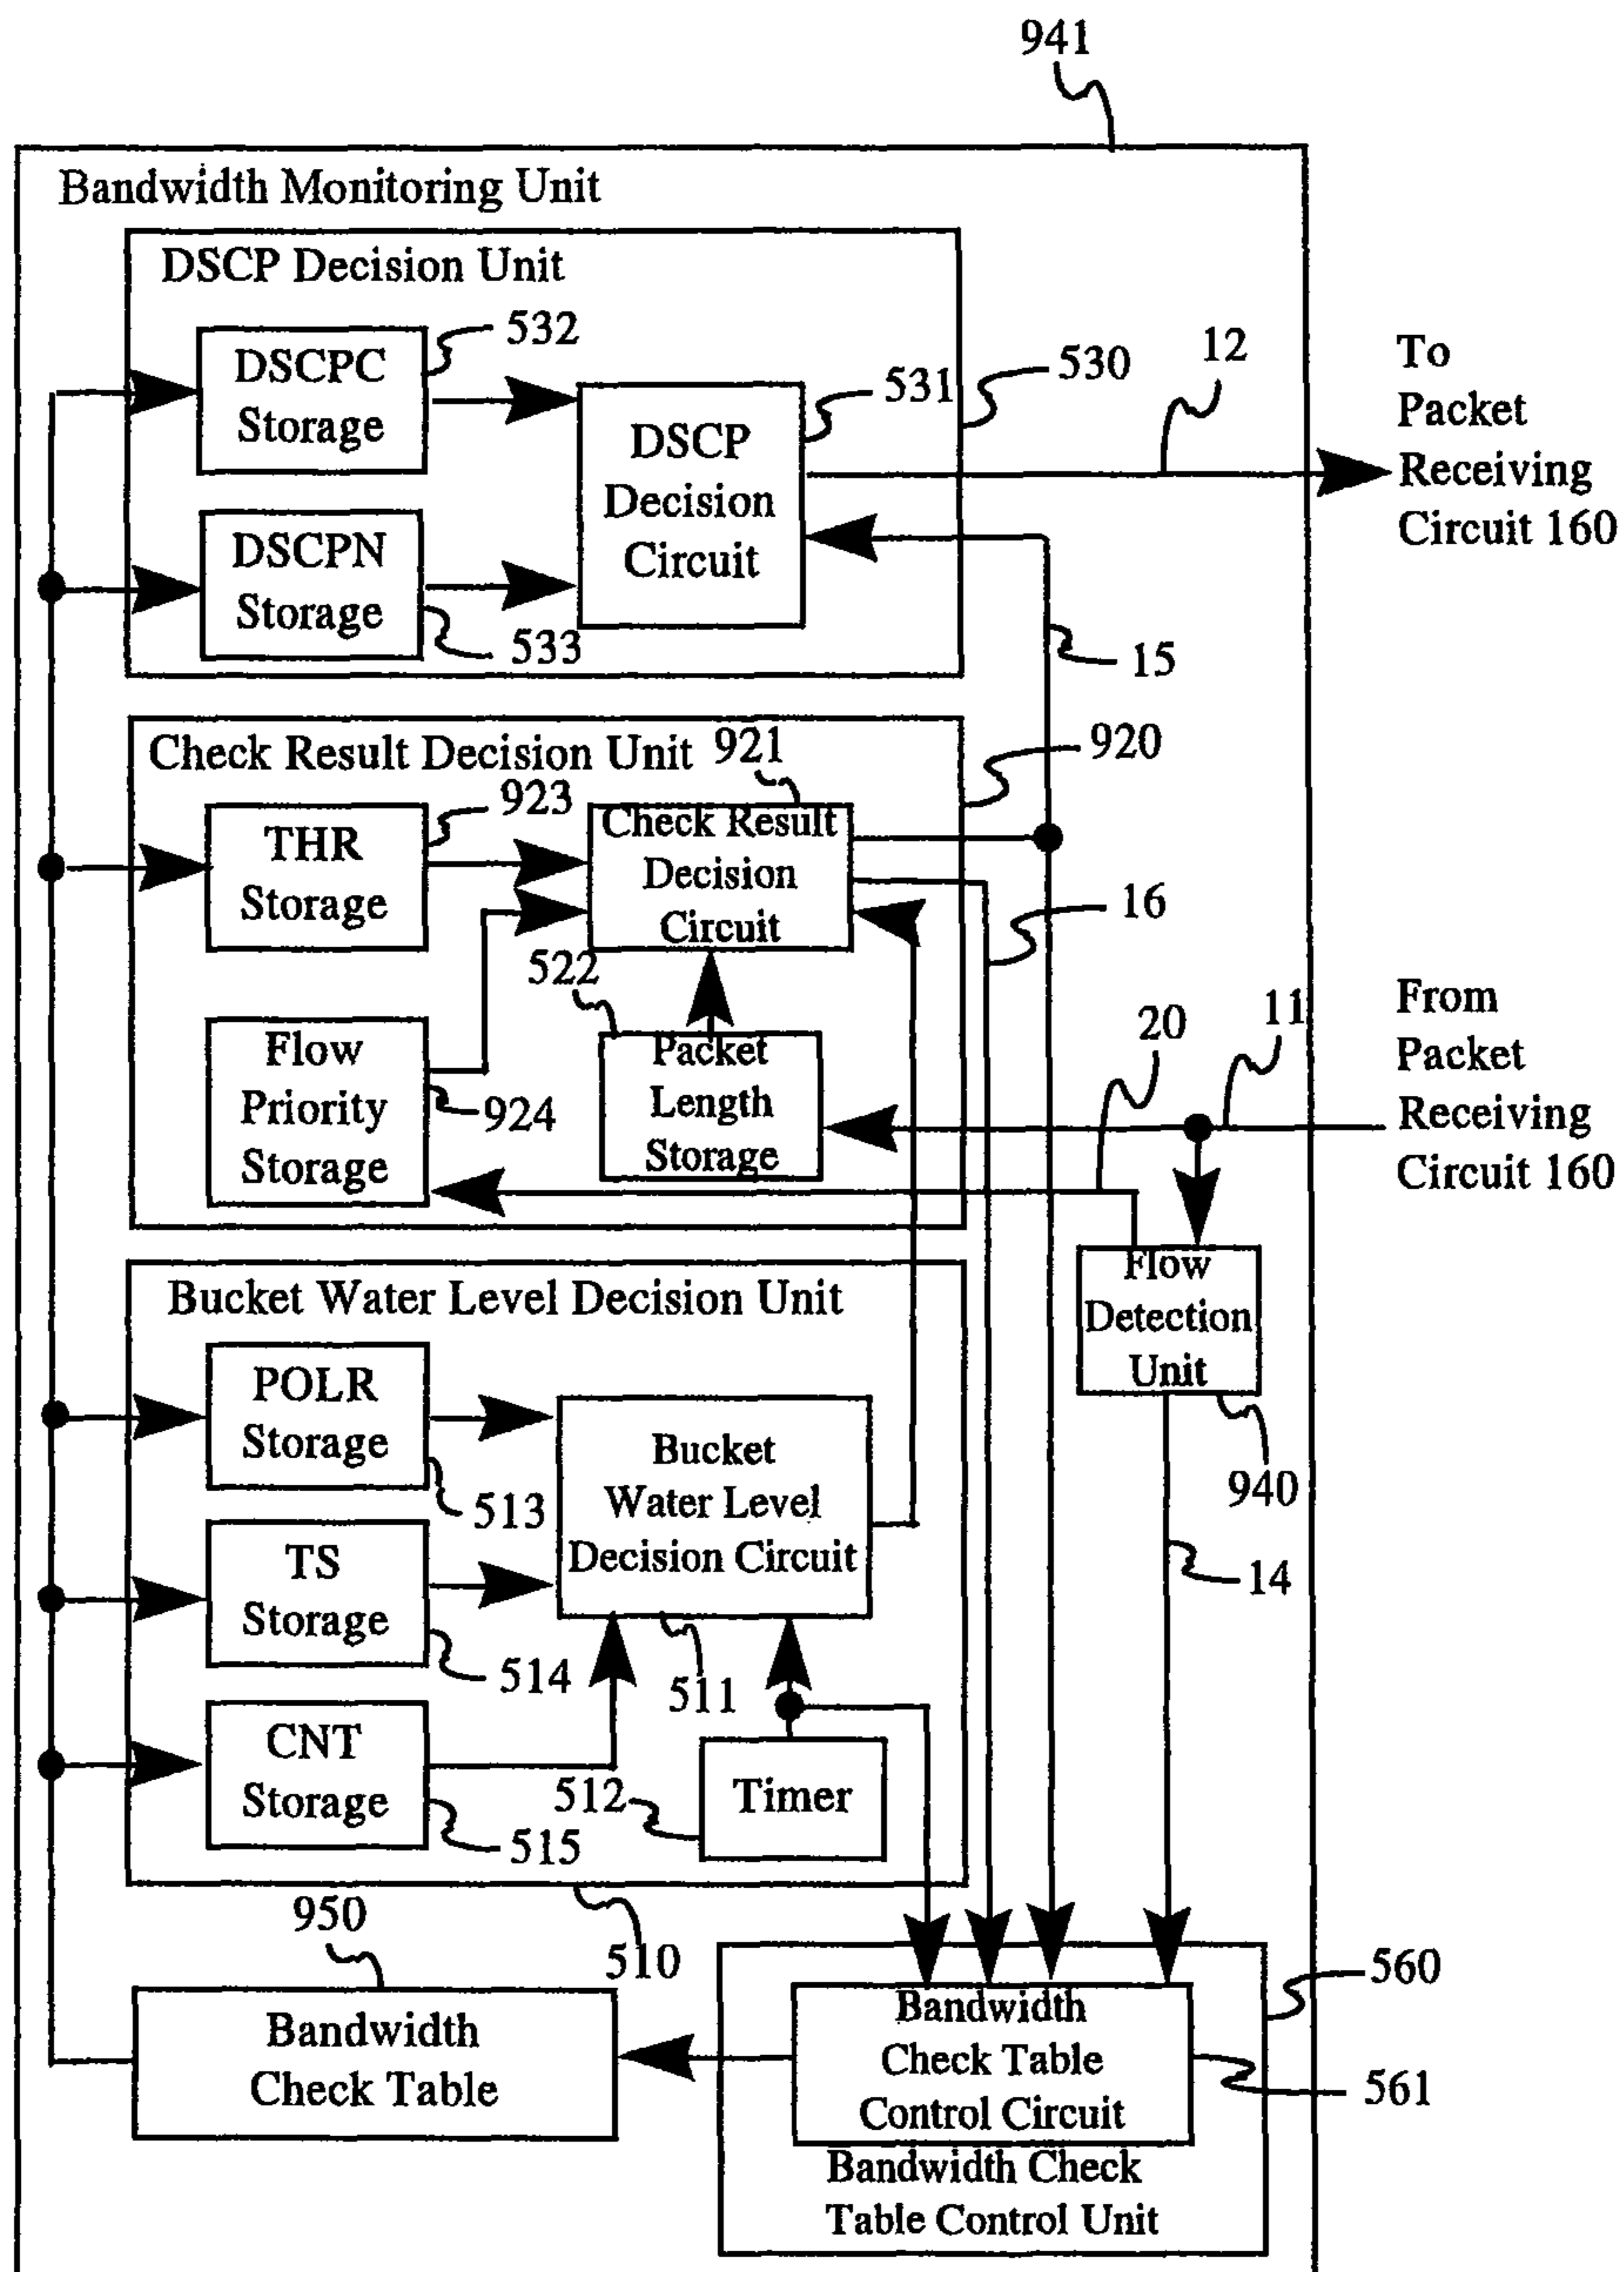 941
Bandwidth Monitoring Unit
DSCP Decision Unit
532
DSCPC
Storage
530
12
To
Packet
Receiving
Circuit 160
531
DSCP
Decision
Circuit
DSCPN
Storage
533
15
Check Result Decision Unit
921
920
923
THR
Storage
Check Result
Decision
Circuit
16
522
Flow
Priority
Storage
924
Packet
Length
Storage
20
11
From
Packet
Receiving
Circuit 160
Flow
Detection
Unit
940
Bucket Water Level Decision Unit
POLR
Storage
513
Bucket
Water Level
Decision Circuit
14
TS
Storage
514
511
CNT
Storage
515
512
Timer
950
510
560
Bandwidth
Check Table
Bandwidth
Check Table
Control Circuit
561
Bandwidth Check
Table Control Unit